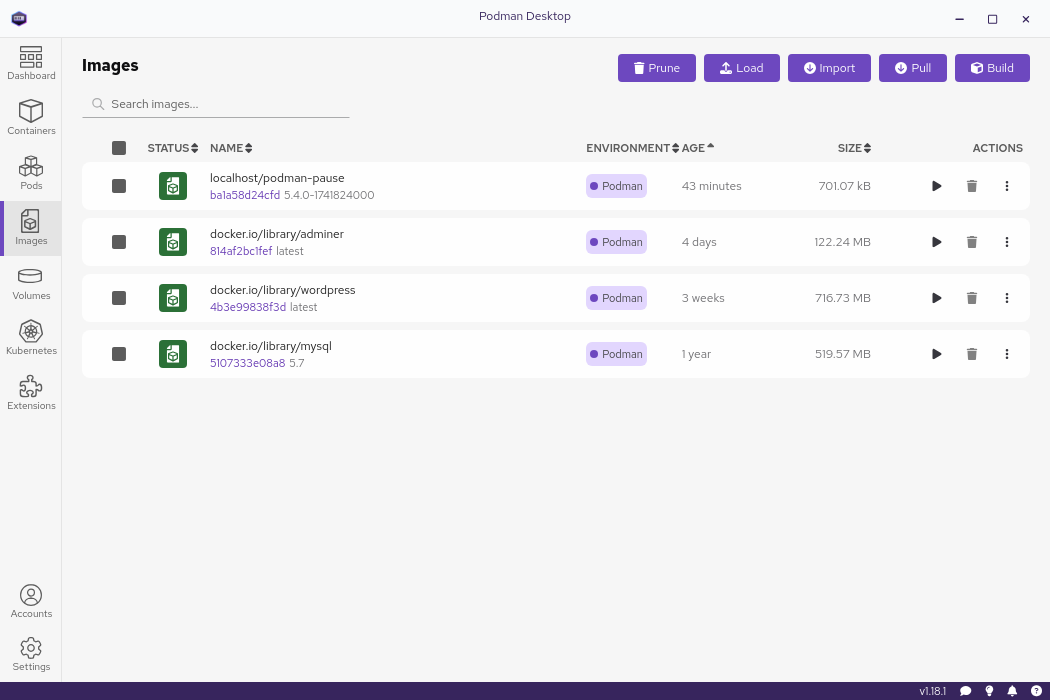 Podman Desktop
Dashboard
Containers
Pods
Images
Volumes
Kubernetes
Extensions
Accounts
Settings
Images
Prune
Load
Import
Pull
Build
Search images...
STATUS NAME ENVIRONMENT AGE SIZE ACTIONS
localhost/podman-pause
ba1a58d24cfd 5.4.0-1741824000
Podman 43 minutes 701.07 kB
docker.io/library/adminer
814af2bc1fef latest
Podman 4 days 122.24 MB
docker.io/library/wordpress
4b3e99838f3d latest
Podman 3 weeks 716.73 MB
docker.io/library/mysql
5107333e08a8 5.7
Podman 1 year 519.57 MB
v1.18.1